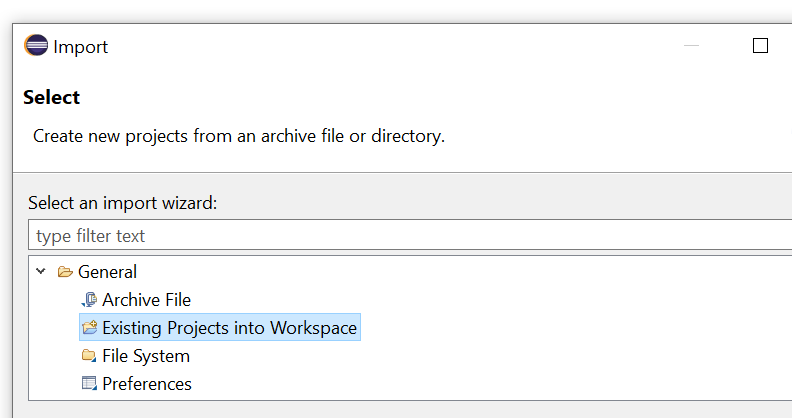 Import
Select
Create new projects from an archive file or directory.
Select an import wizard:
type filter text
General
Archive File
Existing Projects into Workspace
File System
Preferences